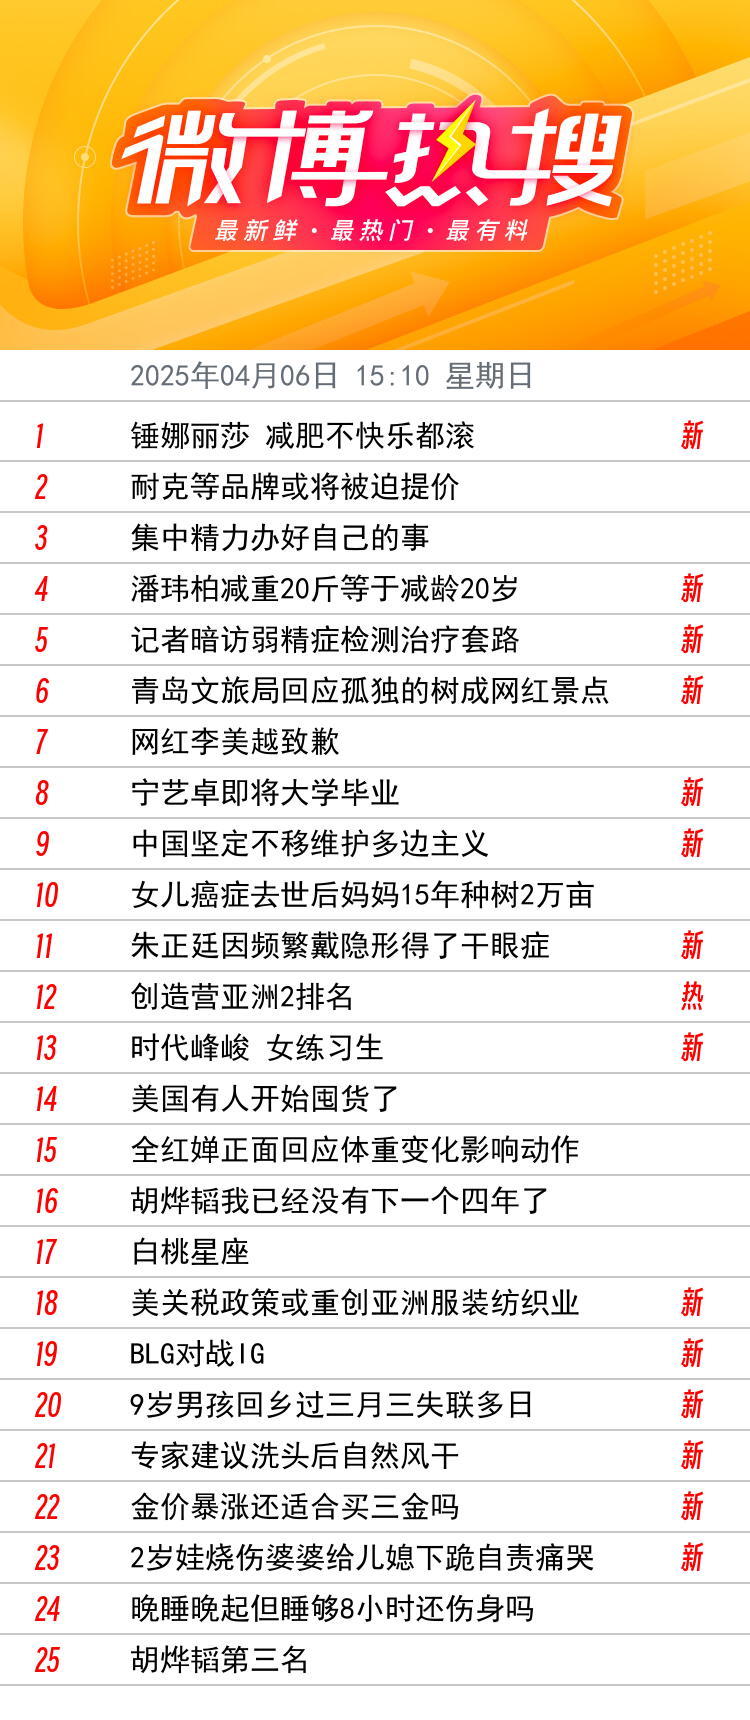 微博热搜
最新鲜·最热门·最有料
2025年04月06日 15:10 星期日
1 锤娜丽莎 减肥不快乐都滚 新
2 耐克等品牌或将被迫提价
3 集中精力办好自己的事
4 潘玮柏减重20斤等于减龄20岁 新
5 记者暗访弱精症检测治疗套路 新
6 青岛文旅局回应孤独的树成网红景点 新
7 网红李美越致歉
8 宁艺卓即将大学毕业 新
9 中国坚定不移维护多边主义 新
10 女儿癌症去世后妈妈15年种树2万亩
11 朱正廷因频繁戴隐形得了干眼症 新
12 创造营亚洲2排名 热
13 时代峰峻 女练习生 新
14 美国有人开始囤货了
15 全红婵正面回应体重变化影响动作
16 胡烨韬我已经没有下一个四年了
17 白桃星座
18 美关税政策或重创亚洲服装纺织业 新
19 BLG对战IG 新
20 9岁男孩回乡过三月三失联多日 新
21 专家建议洗头后自然风干 新
22 金价暴涨还适合买三金吗 新
23 2岁娃烧伤婆婆给儿媳下跪自责痛哭 新
24 晚睡晚起但睡够8小时还伤身吗
25 胡烨韬第三名